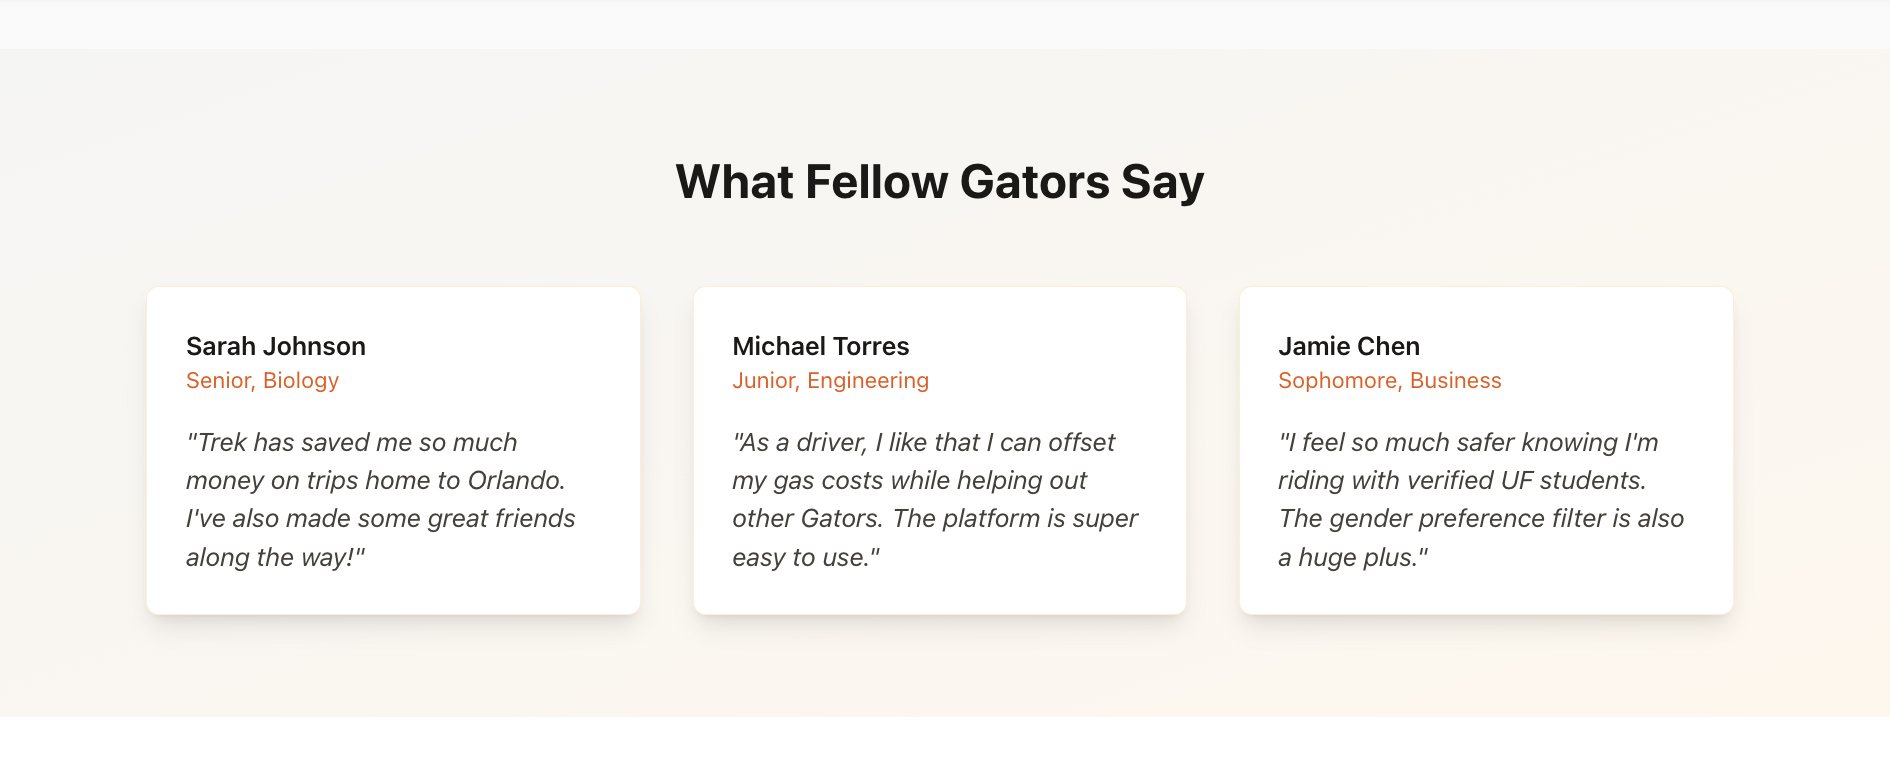 What Fellow Gators Say
Sarah Johnson
Senior, Biology
"Trek has saved me so much
money on trips home to Orlando.
I've also made some great friends
along the way!"
Michael Torres
Junior, Engineering
"As a driver, I like that I can offset
my gas costs while helping out
other Gators. The platform is super
easy to use."
Jamie Chen
Sophomore, Business
"I feel so much safer knowing I'm
riding with verified UF students.
The gender preference filter is also
a huge plus."